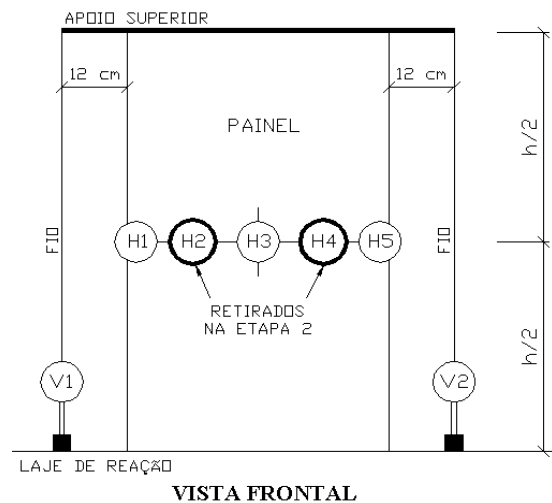 APOIO SUPERIOR
12 cm
12 cm
PAINEL
h/2
FIO
FIO
H1
H2
H3
H4
H5
RETIRADOS
NA ETAPA 2
h/2
V1
V2
LAJE DE REAÇÃO
VISTA FRONTAL